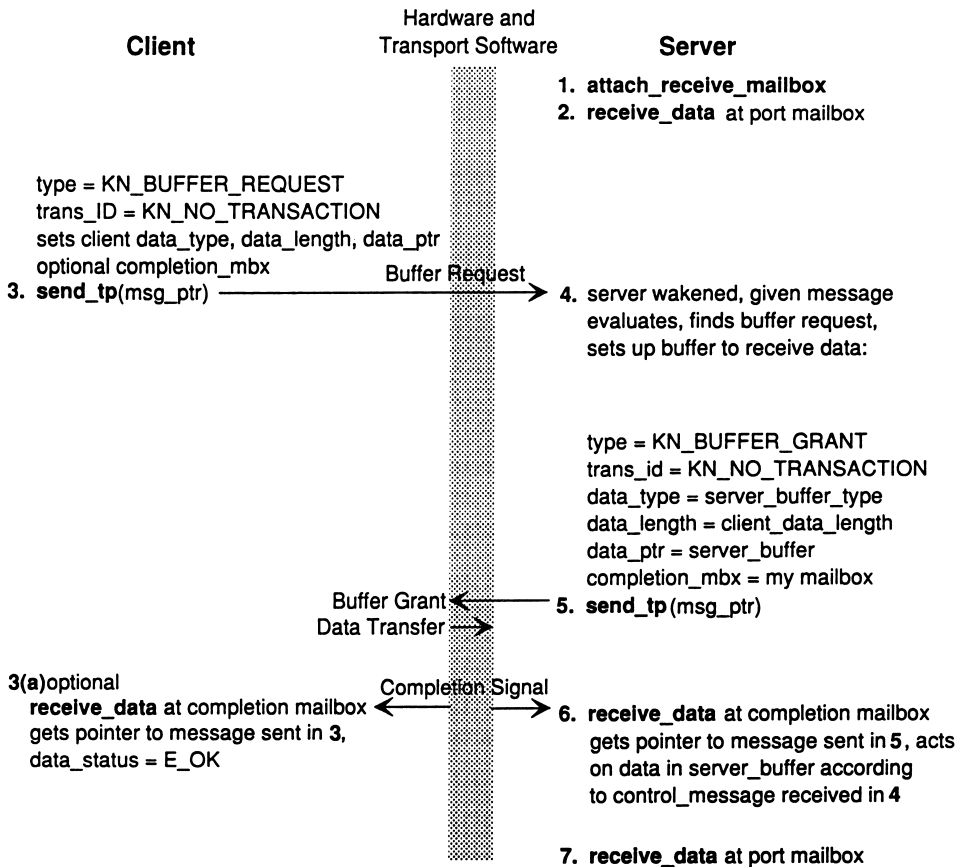 Hardware and
Transport Software
Client
Server
1. attach_receive_mailbox
2. receive_data at port mailbox
type = KN_BUFFER_REQUEST
trans_ID = KN_NO_TRANSACTION
sets client data_type, data_length, data_ptr
optional completion_mbx
3. send_tp(msg_ptr)
Buffer Request
4. server wakened, given message
evaluates, finds buffer request,
sets up buffer to receive data:
type = KN_BUFFER_GRANT
trans_id = KN_NO_TRANSACTION
data_type = server_buffer_type
data_length = client_data_length
data_ptr = server_buffer
completion_mbx = my mailbox
Buffer Grant
5. send_tp(msg_ptr)
Data Transfer
3(a)optional
receive_data at completion mailbox
gets pointer to message sent in 3,
data_status = E_OK
Completion Signal
6. receive_data at completion mailbox
gets pointer to message sent in 5, acts
on data in server_buffer according
to control_message received in 4
7. receive_data at port mailbox